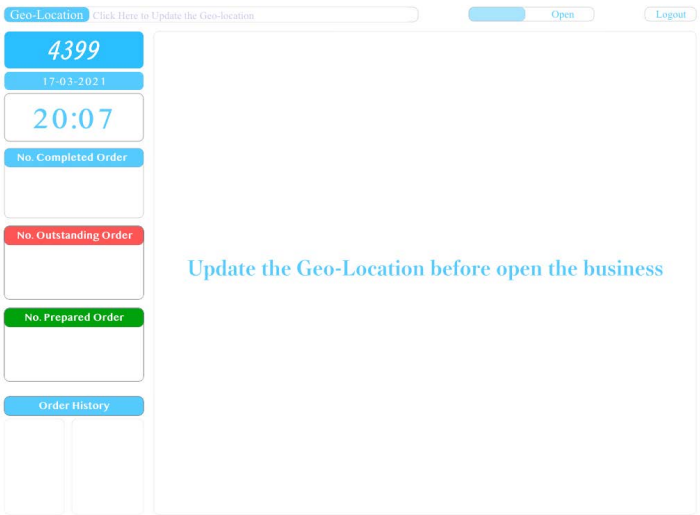 Geo-Location Click Here to Update the Geo-location
Open
Logout
4399
17-03-2021
20:07
No. Completed Order
No. Outstanding Order
No. Prepared Order
Order History
Update the Geo-Location before open the business